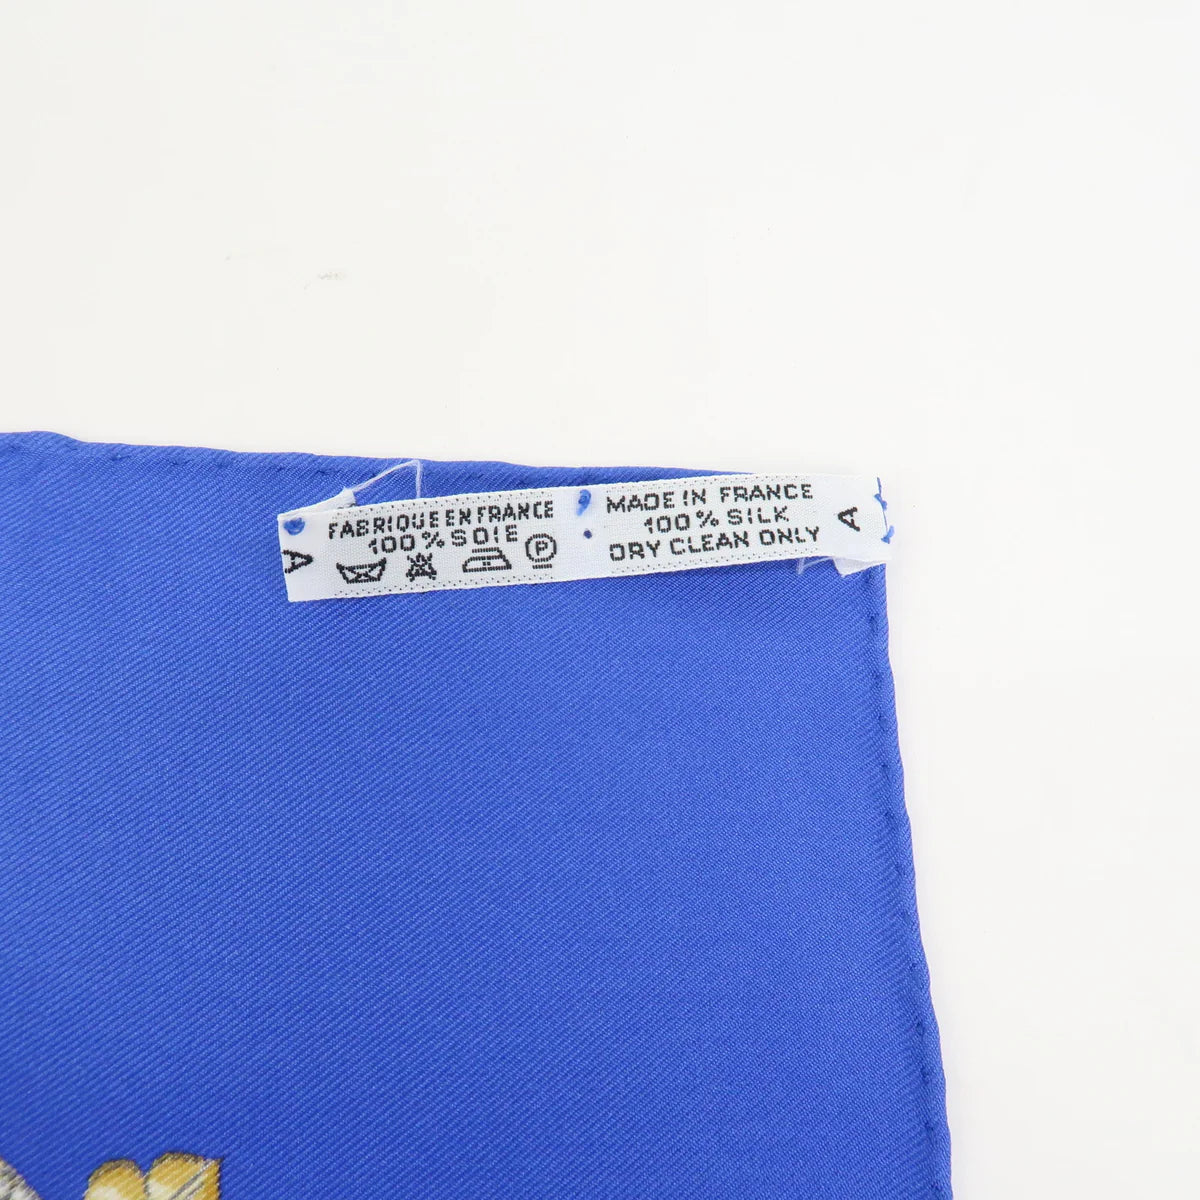 FABRIQUE EN FRANCE
100% SOIE
P
A
MADE IN FRANCE
100% SILK
DRY CLEAN ONLY
A